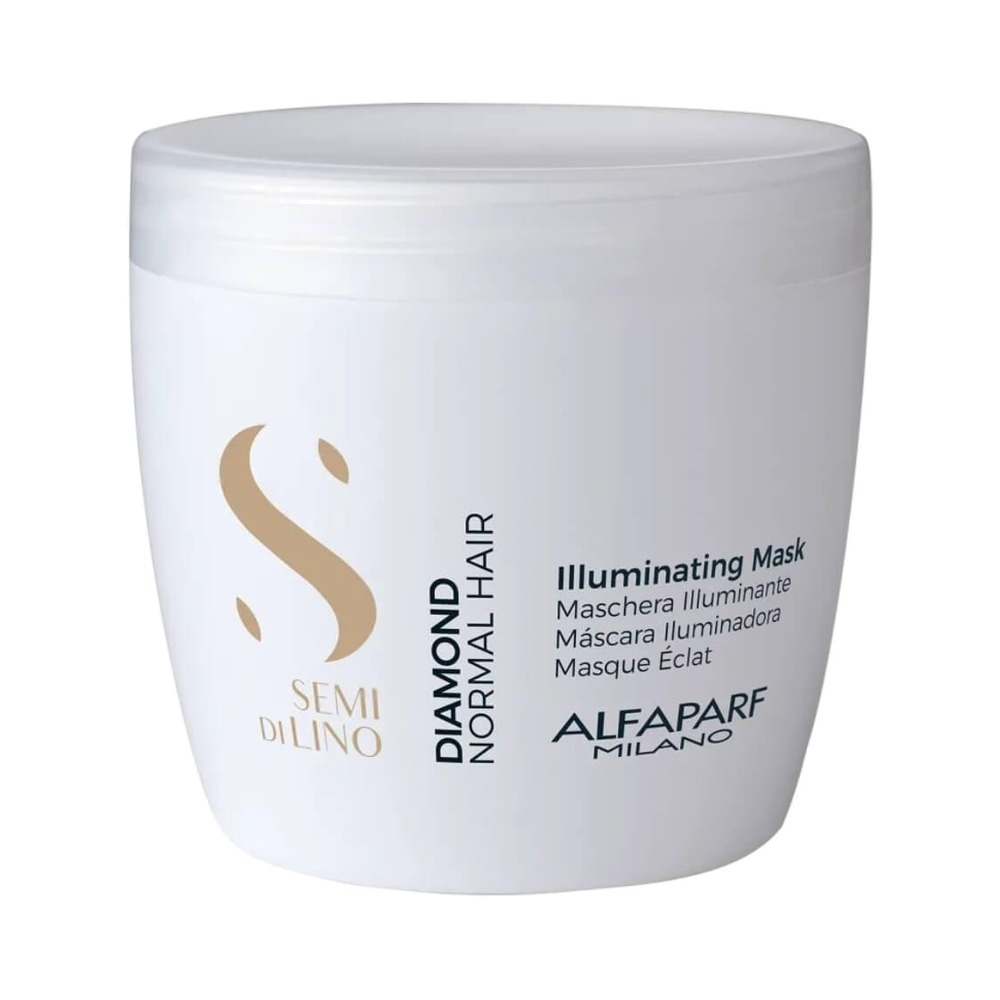 SEMI
DI LINO
DIAMOND
NORMAL HAIR
Illuminating Mask
Maschera Illuminante
Máscara Iluminadora
Masque Éclat
ALFAPARF
MILANO